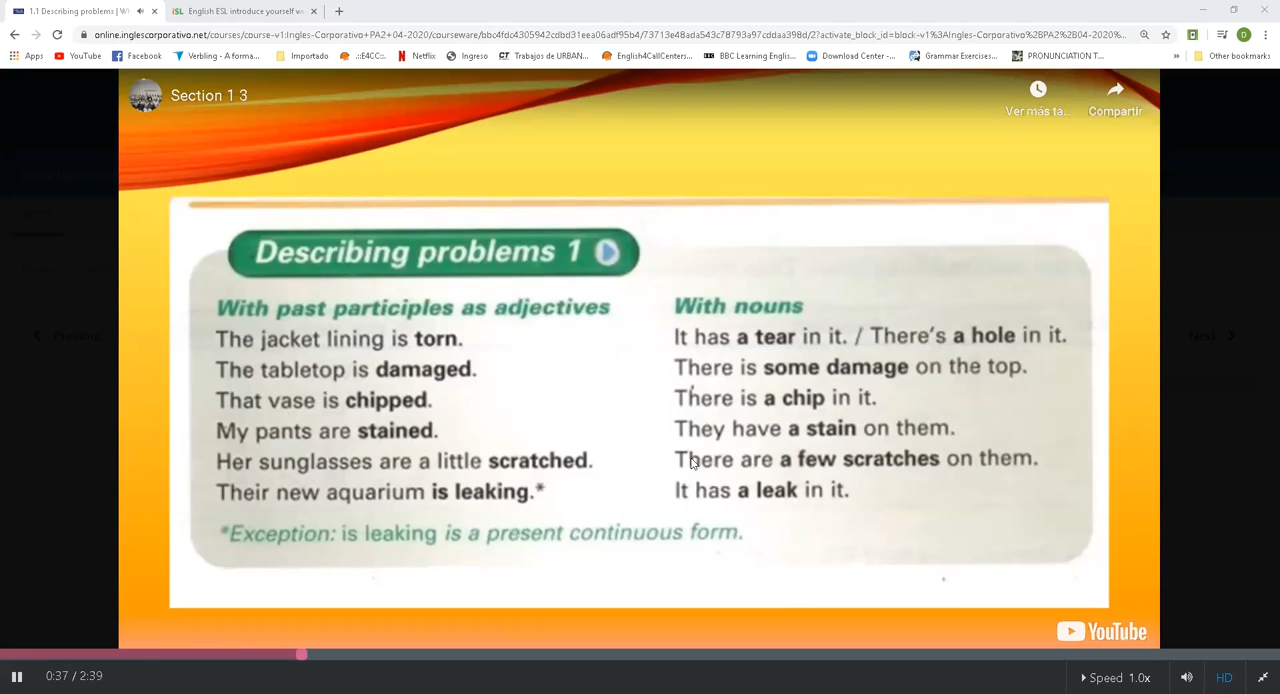 1.1 Describing problems | W
English ESL introduce yourself w
online.inglescorporativo.net/courses/course-v1:Ingles-Corporativo+PA2+04-2020/courseware/bbc4fdc4305942cdbd31eea06adf95b4/73713e48ada543c78793a97cddaa398d/2?activate_block_id=block-v1%3AIngles-Corporativo%2BPA2%2B04-2020%...
Apps YouTube Facebook Verbling - A forma... Importado .::E4CC::. Netflix Ingreso CT Trabajos de URBAN... English4CallCenters... BBC Learning Englis... Download Center -... Grammar Exercises... PRONUNCIATION T... » Other bookmarks
Section 1 3
Ver más ta...
Compartir
Describing problems 1
With past participles as adjectives
The jacket lining is torn.
The tabletop is damaged.
That vase is chipped.
My pants are stained.
Her sunglasses are a little scratched.
Their new aquarium is leaking.*
With nouns
It has a tear in it. / There's a hole in it.
There is some damage on the top.
There is a chip in it.
They have a stain on them.
There are a few scratches on them.
It has a leak in it.
*Exception: is leaking is a present continuous form.
Previous
Next
YouTube
0:37 / 2:39
Speed 1.0x
HD